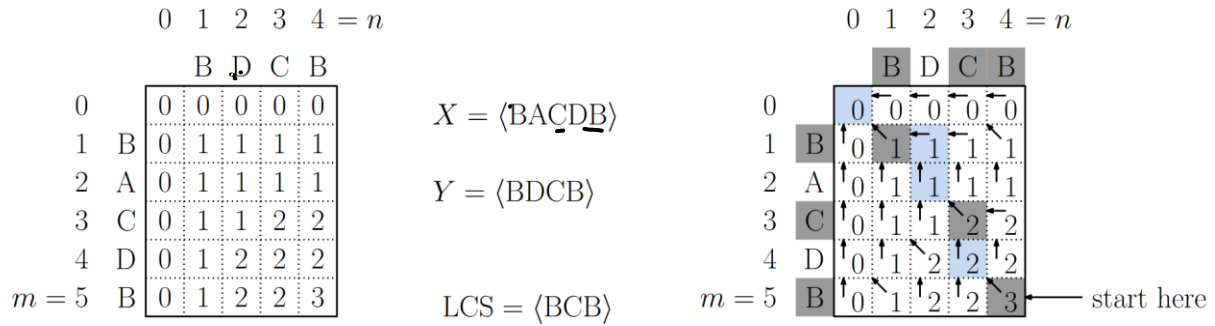 0 1 2 3 4 = n
B D C B
0 0 0 0 0 0
1 B 0 1 1 1 1
2 A 0 1 1 1 1
3 C 0 1 1 2 2
4 D 0 1 2 2 2
m = 5 B 0 1 2 2 3
X = ⟨BACDB⟩
Y = ⟨BDCB⟩
LCS = ⟨BCB⟩
0 1 2 3 4 = n
B D C B
0 0 0 0 0 0
1 B 0 1 1 1 1
2 A 0 1 1 1 1
3 C 0 1 1 2 2
4 D 0 1 2 2 2
m = 5 B 0 1 2 2 3 start here